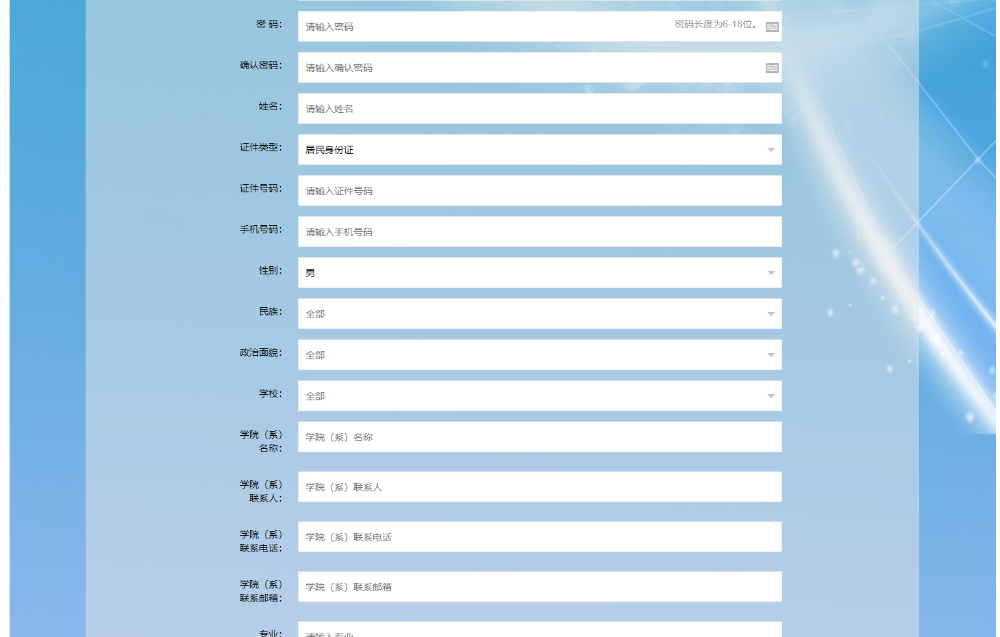 密 码：
请输入密码
密码长度为6-18位。
确认密码：
请输入确认密码
姓名：
请输入姓名
证件类型：
居民身份证
证件号码：
请输入证件号码
手机号码：
请输入手机号码
性别：
男
民族：
全部
政治面貌：
全部
学校：
全部
学院（系）
名称：
学院（系）名称
学院（系）
联系人：
学院（系）联系人
学院（系）
联系电话：
学院（系）联系电话
学院（系）
联系邮箱：
学院（系）联系邮箱
专业：
请输入专业